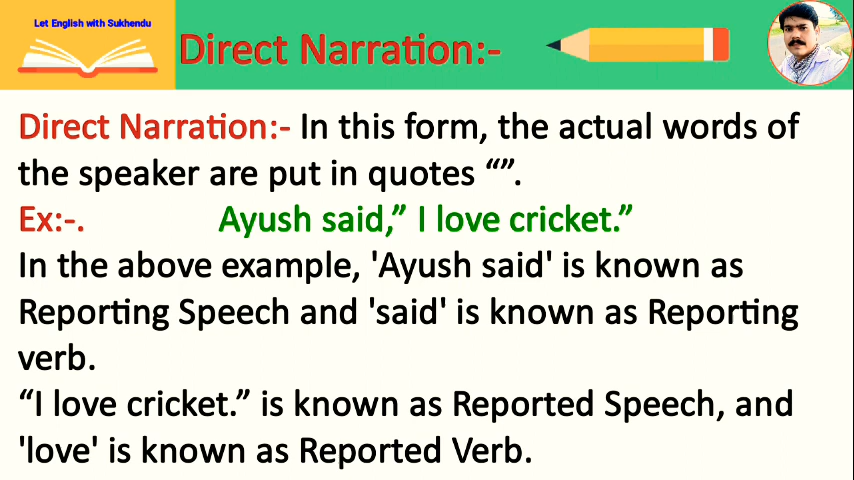 Let English with Sukhendu
Direct Narration:-
Direct Narration:- In this form, the actual words of
the speaker are put in quotes “”.
Ex:-. Ayush said,” I love cricket.”
In the above example, 'Ayush said' is known as
Reporting Speech and 'said' is known as Reporting
verb.
“I love cricket.” is known as Reported Speech, and
'love' is known as Reported Verb.